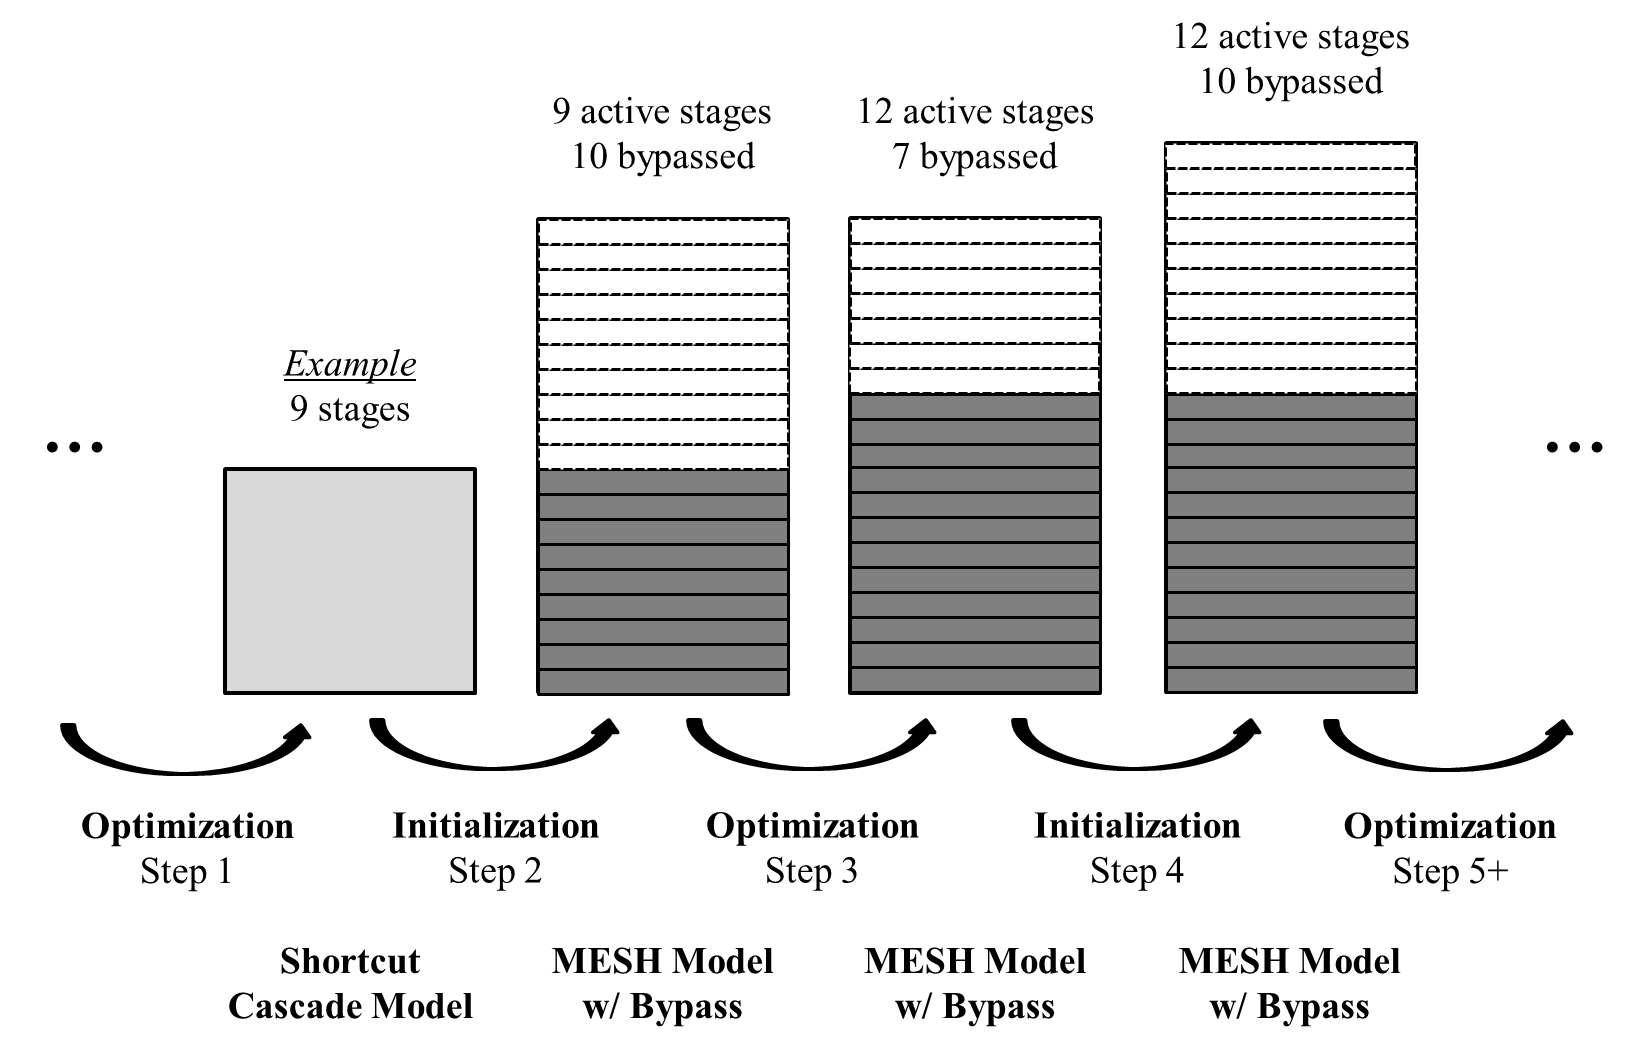 12 active stages
10 bypassed
9 active stages
10 bypassed
12 active stages
7 bypassed
Example
9 stages
...
...
Optimization
Step 1
Initialization
Step 2
Optimization
Step 3
Initialization
Step 4
Optimization
Step 5+
Shortcut
Cascade Model
MESH Model
w/ Bypass
MESH Model
w/ Bypass
MESH Model
w/ Bypass